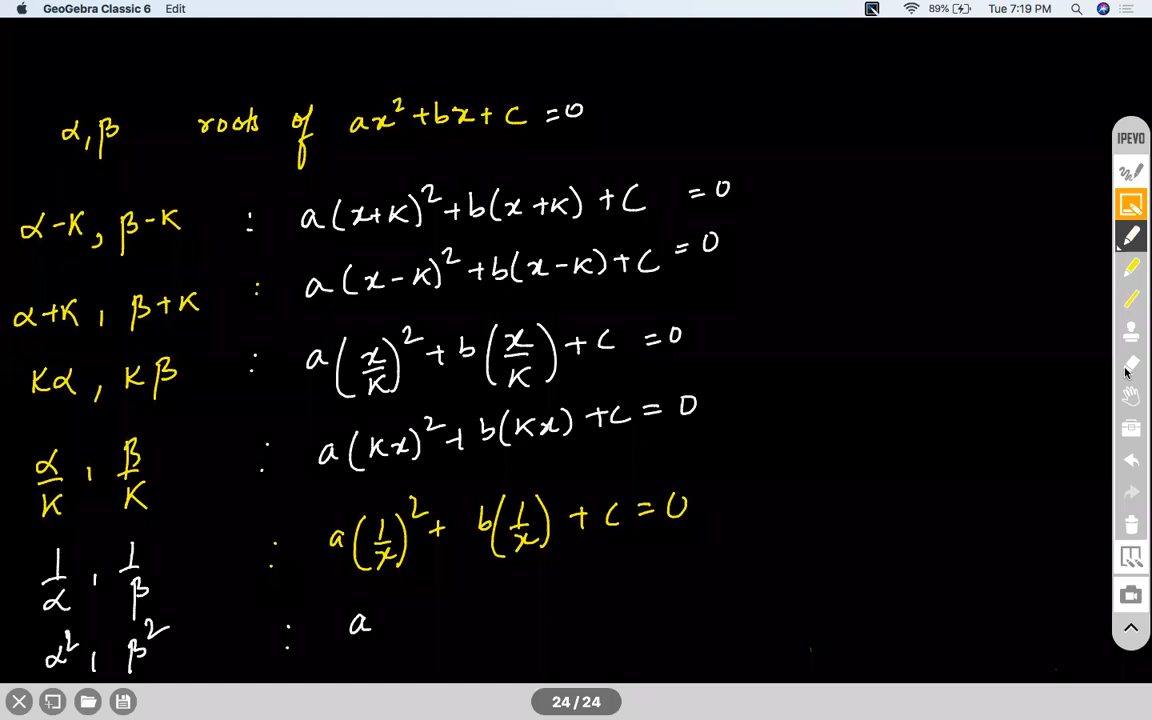 GeoGebra Classic 6 Edit 89% Tue 7:19 PM
α, β roots of ax² + bx + c = 0
IPEVO
α-K, β-K : a(x+K)² + b(x+K) + C = 0
α+K, β+K : a(x-K)² + b(x-K) + C = 0
Kα, Kβ : a(x/K)² + b(x/K) + C = 0
α/K, β/K : a(Kx)² + b(Kx) + C = 0
1/α, 1/β : a(1/x)² + b(1/x) + C = 0
α², β² : a
24 / 24